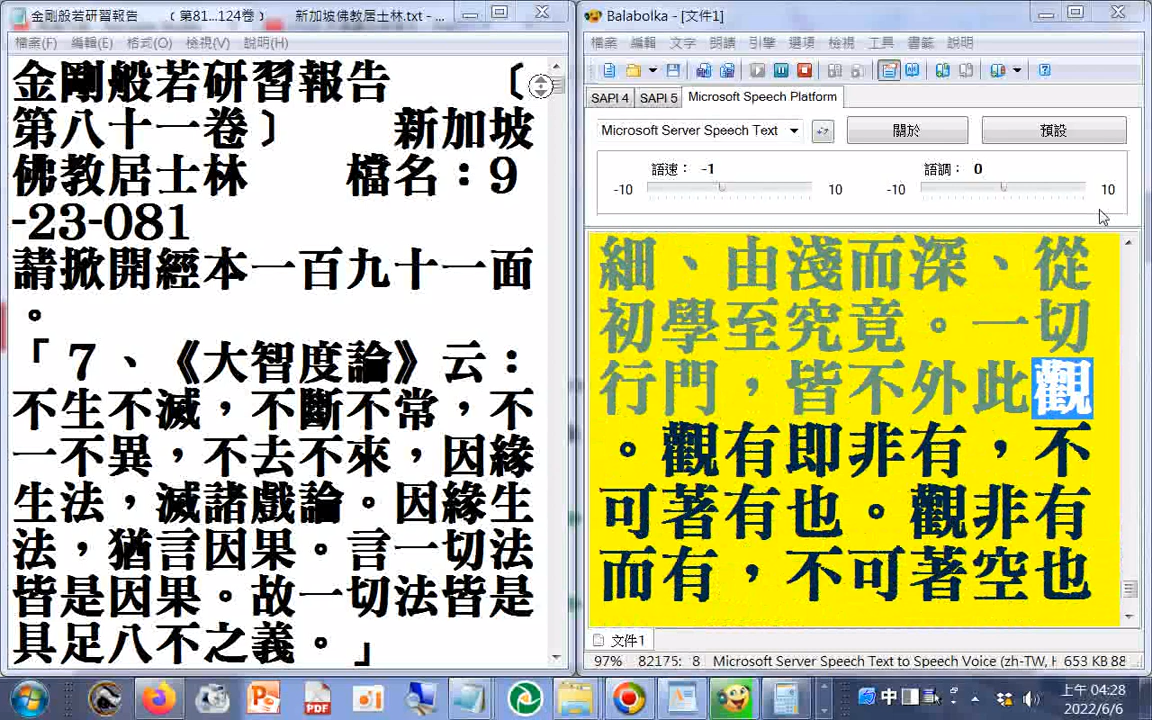 金剛般若研習報告 （第81...124卷） 新加坡佛教居士林.txt - ...
檔案(F) 編輯(E) 格式(O) 檢視(V) 說明(H)
金剛般若研習報告　　〔
第八十一卷〕　　新加坡
佛教居士林　　檔名：9
-23-081
請掀開經本一百九十一面
。
「７、《大智度論》云：
不生不滅，不斷不常，不
一不異，不去不來，因緣
生法，滅諸戲論。因緣生
法，猶言因果。言一切法
皆是因果。故一切法皆是
具足八不之義。」
Balabolka - [文件1]
檔案 編輯 文字 朗讀 引擎 選項 檢視 工具 書籤 說明
SAPI 4 SAPI 5 Microsoft Speech Platform
Microsoft Server Speech Text 關於 預設
語速： -1 語調： 0
-10 10 -10 10
細、由淺而深、從
初學至究竟。一切
行門，皆不外此觀
。觀有即非有，不
可著有也。觀非有
而有，不可著空也
文件1
97% 82175: 8 Microsoft Server Speech Text to Speech Voice (zh-TW, H 653 KB 88
中
上午 04:28
2022/6/6